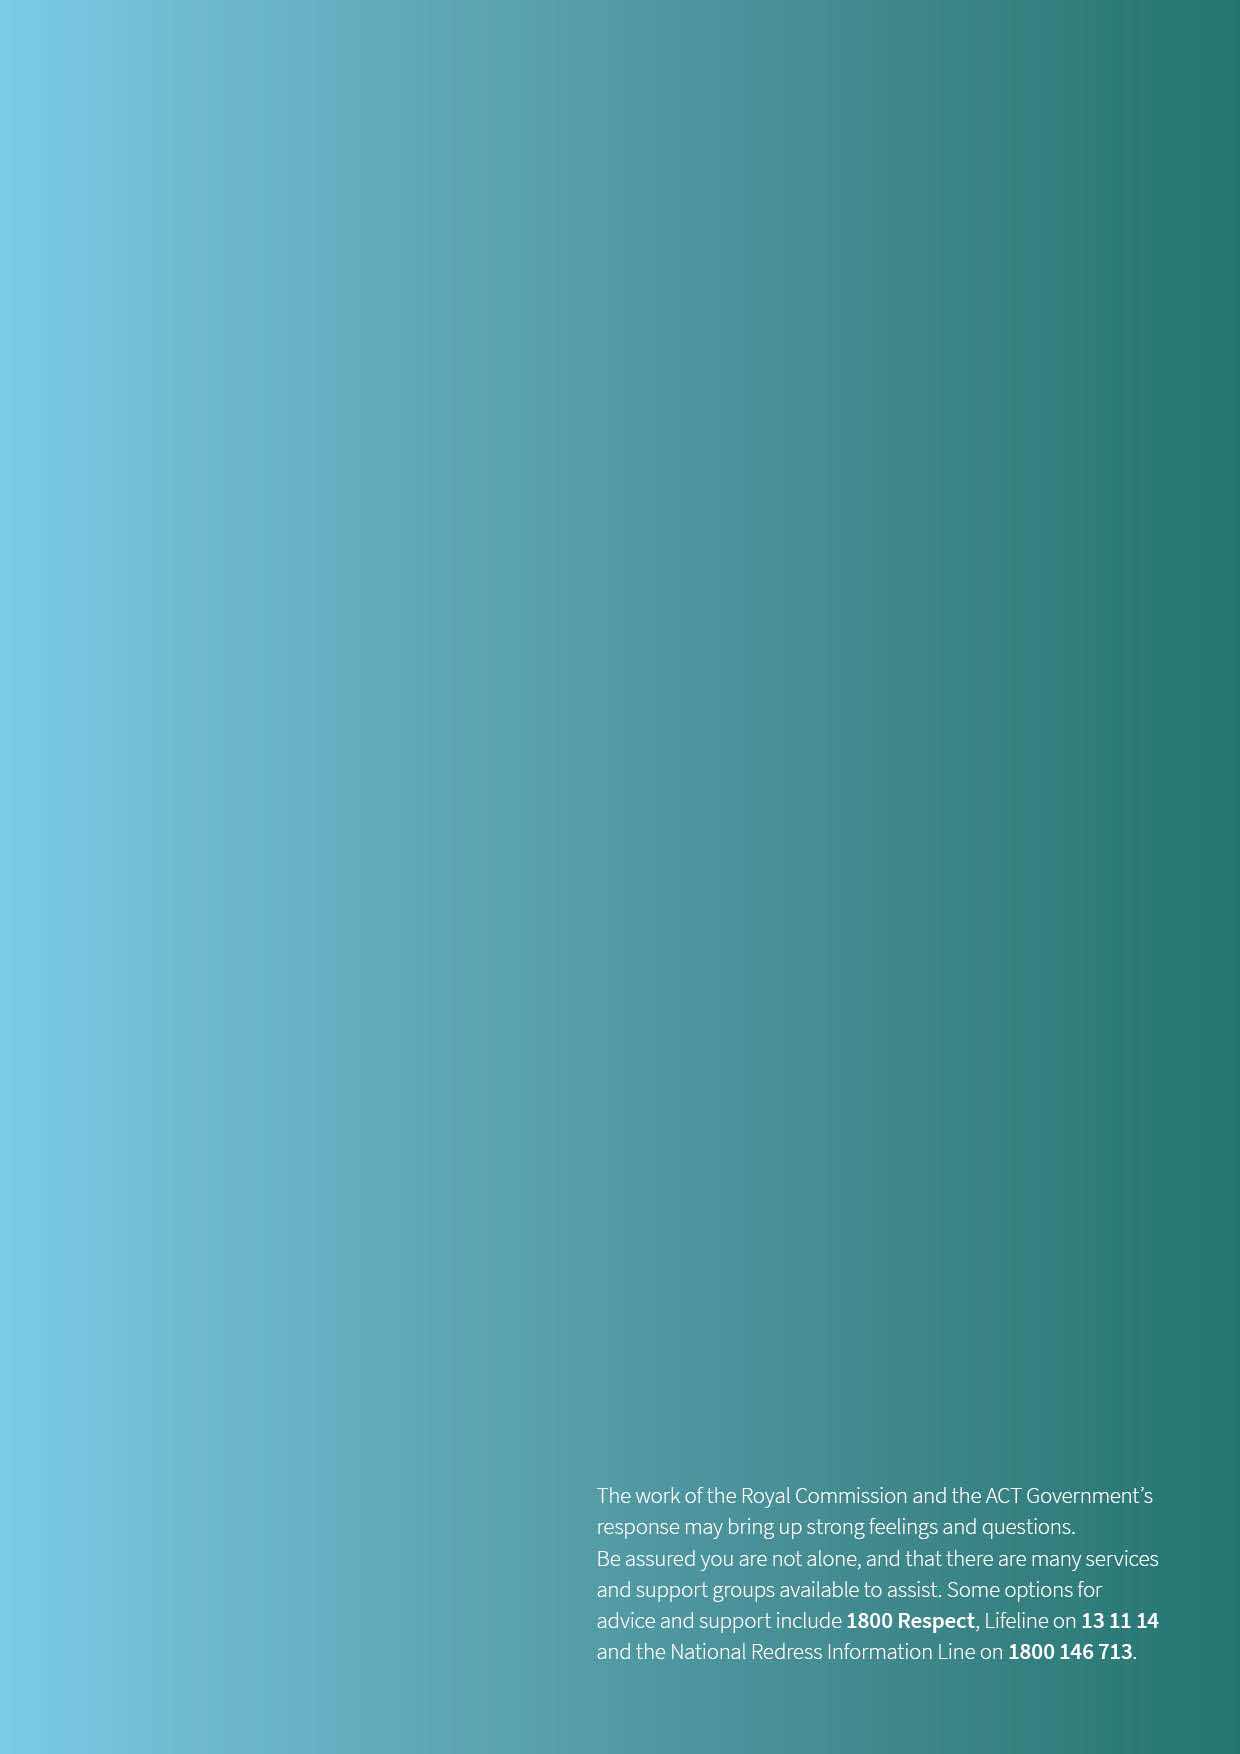 The work of the Royal Commission and the ACT Government’s
response may bring up strong feelings and questions.
Be assured you are not alone, and that there are many services
and support groups available to assist. Some options for
advice and support include 1800 Respect, Lifeline on 13 11 14
and the National Redress Information Line on 1800 146 713.